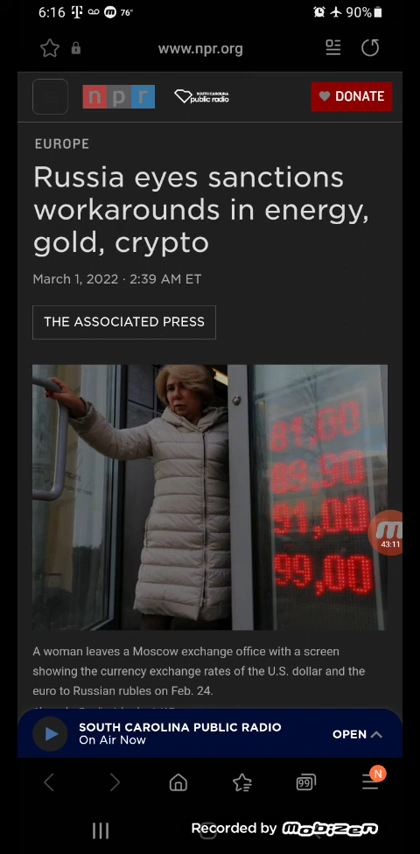 6:16 76° 90%
www.npr.org
npr SOUTH CAROLINA public radio DONATE
EUROPE
Russia eyes sanctions
workarounds in energy,
gold, crypto
March 1, 2022 · 2:39 AM ET
THE ASSOCIATED PRESS
81,00
89,90
91,00
99,00
43:11
A woman leaves a Moscow exchange office with a screen
showing the currency exchange rates of the U.S. dollar and the
euro to Russian rubles on Feb. 24.
SOUTH CAROLINA PUBLIC RADIO
On Air Now
OPEN
99
N
Recorded by mobizen